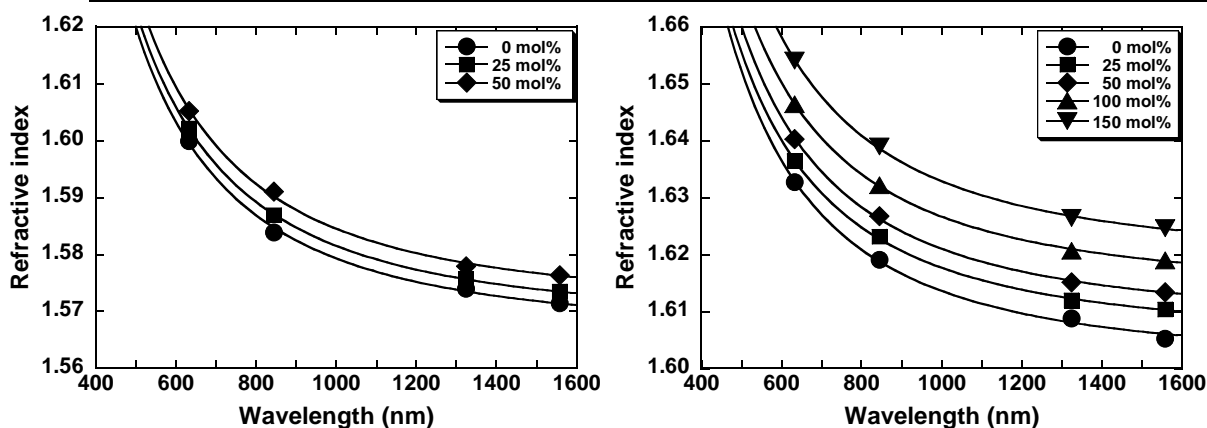 1.62
1.61
1.60
1.59
1.58
1.57
1.56
Refractive index
0 mol%
25 mol%
50 mol%
400 600 800 1000 1200 1400 1600
Wavelength (nm)
1.66
1.65
1.64
1.63
1.62
1.61
1.60
Refractive index
0 mol%
25 mol%
50 mol%
100 mol%
150 mol%
400 600 800 1000 1200 1400 1600
Wavelength (nm)